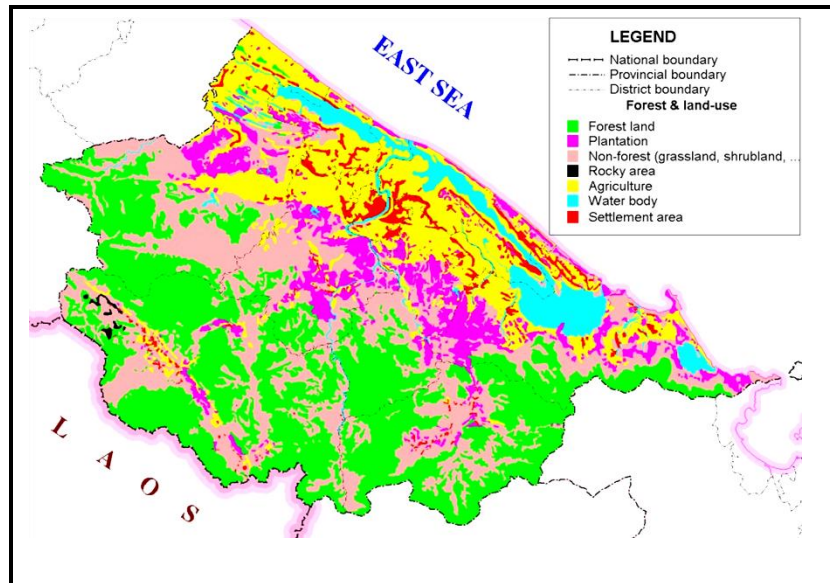 EAST SEA
LEGEND
National boundary
Provincial boundary
District boundary
Forest & land-use
Forest land
Plantation
Non-forest (grassland, shrubland, ...
Rocky area
Agriculture
Water body
Settlement area
LAOS